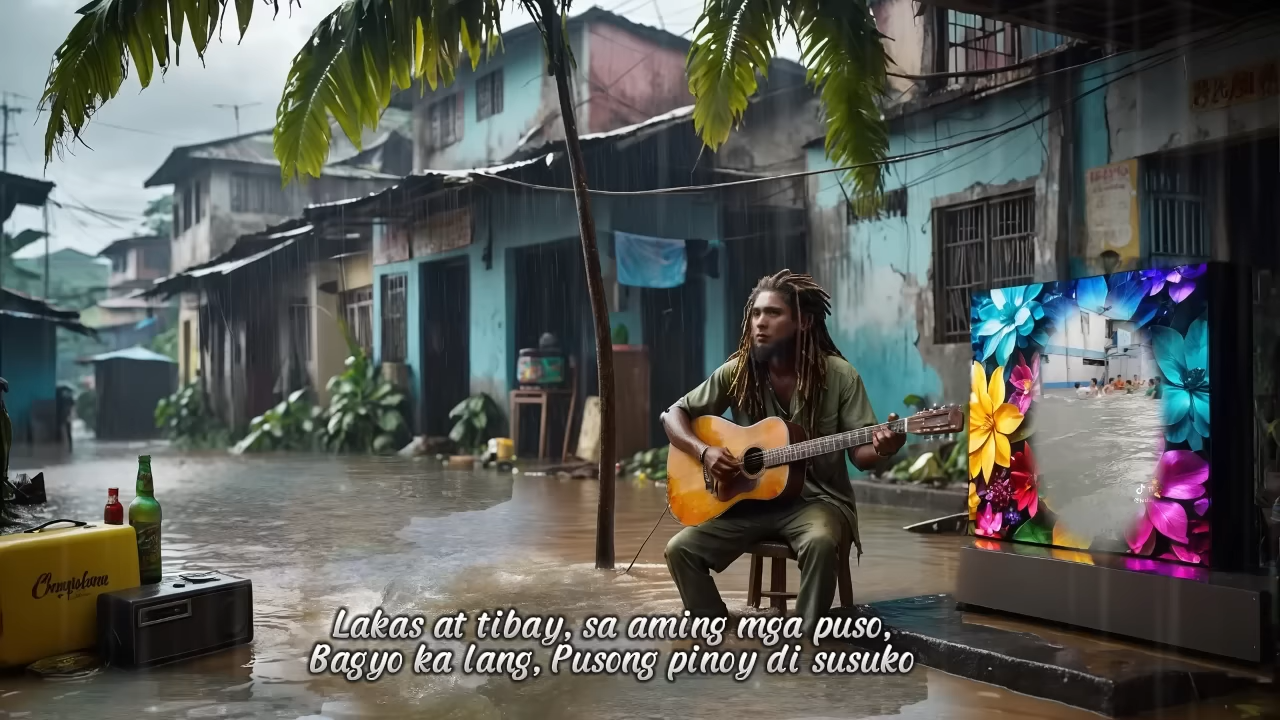 Lakas at tibay, sa aming mga puso,
Bagyo ka lang, Pusong pinoy di susuko